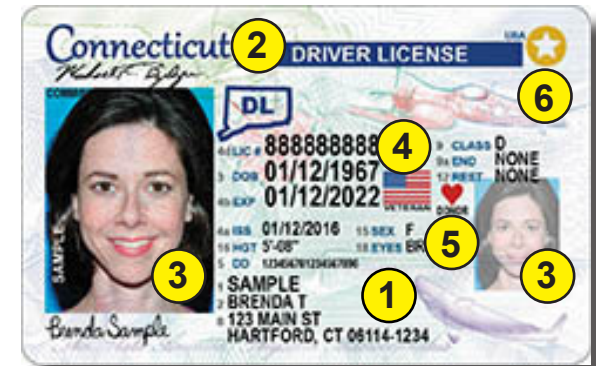 Connecticut 2 DRIVER LICENSE USA
6
DL
4d LIC # 888888888 4 9 CLASS D
3 DOB 01/12/1967 9a END NONE
4b EXP 01/12/2022 12 REST NONE
VETERAN DONOR
4a ISS 01/12/2016 15 SEX F
16 HGT 5'-08" 18 EYES BR 5
5 DD
SAMPLE
3 3
1 SAMPLE 1
2 BRENDA T
8 123 MAIN ST
HARTFORD, CT 06114-1234
Brenda Sample